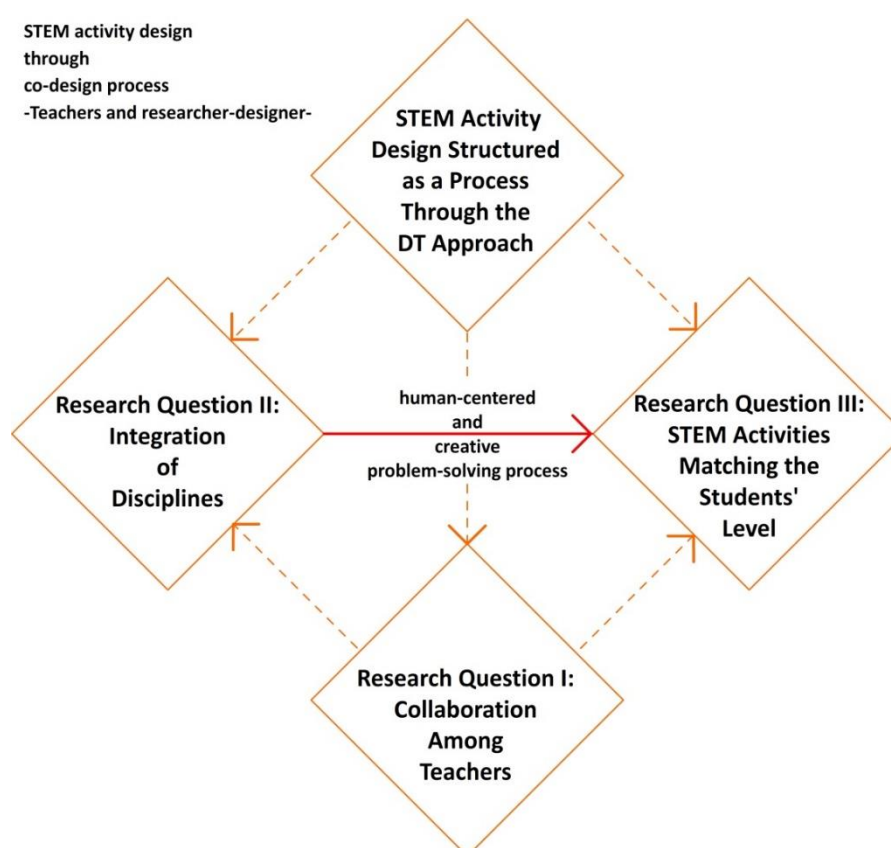 STEM activity design
through
co-design process
-Teachers and researcher-designer-
STEM Activity
Design Structured
as a Process
Through the
DT Approach
Research Question II:
Integration
of
Disciplines
human-centered
and
creative
problem-solving process
Research Question III:
STEM Activities
Matching the
Students'
Level
Research Question I:
Collaboration
Among
Teachers